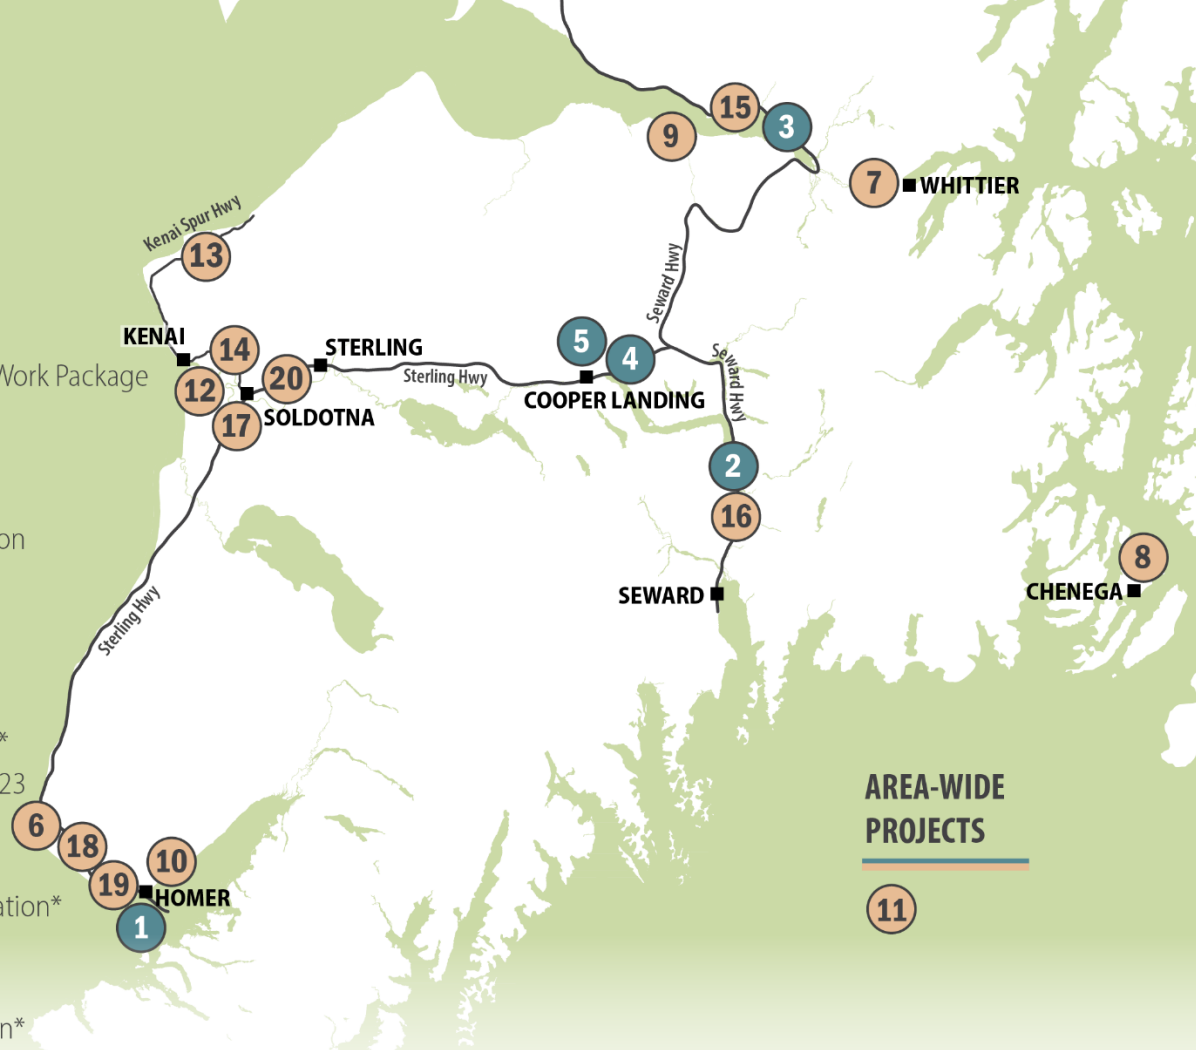 15
3
9
7
WHITTIER
Kenai Spur Hwy
13
Seward Hwy
KENAI
14
STERLING
5
4
Seward Hwy
Work Package
12
20
Sterling Hwy
COOPER LANDING
17
SOLDOTNA
2
16
on
8
CHENEGA
SEWARD
Sterling Hwy
*
23
AREA-WIDE
PROJECTS
6
18
10
19
HOMER
ation*
11
1
n*